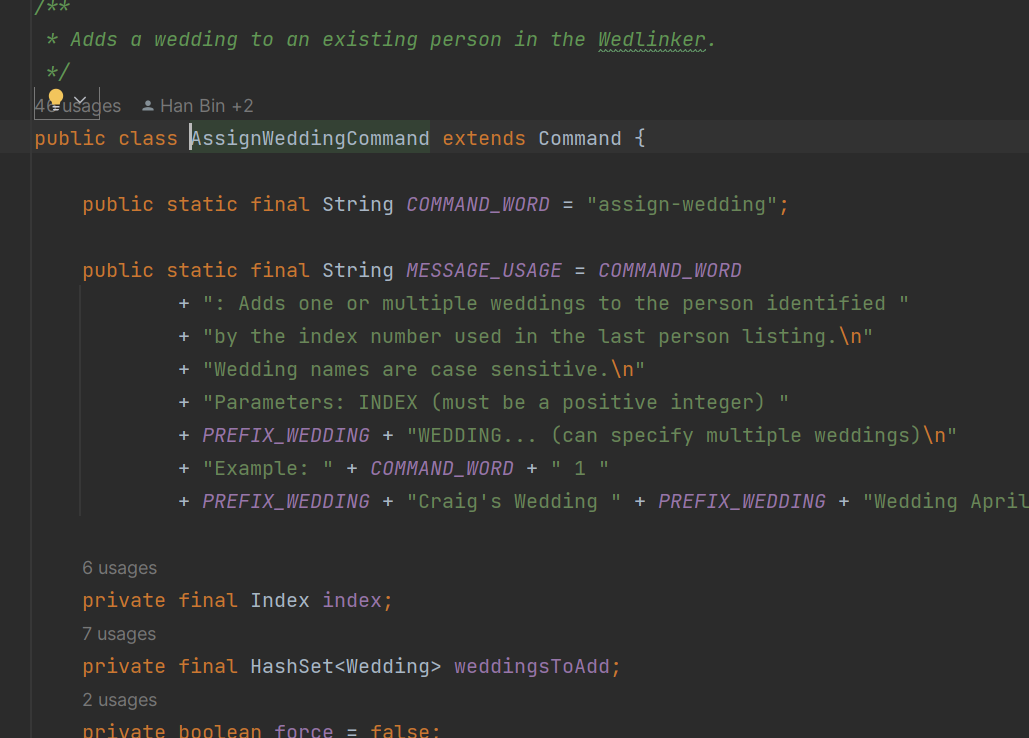 /**
* Adds a wedding to an existing person in the Wedlinker.
*/
46 usages Han Bin +2
public class AssignWeddingCommand extends Command {
public static final String COMMAND_WORD = "assign-wedding";
public static final String MESSAGE_USAGE = COMMAND_WORD
+ ": Adds one or multiple weddings to the person identified "
+ "by the index number used in the last person listing.\n"
+ "Wedding names are case sensitive.\n"
+ "Parameters: INDEX (must be a positive integer) "
+ PREFIX_WEDDING + "WEDDING... (can specify multiple weddings)\n"
+ "Example: " + COMMAND_WORD + " 1 "
+ PREFIX_WEDDING + "Craig's Wedding " + PREFIX_WEDDING + "Wedding April
6 usages
private final Index index;
7 usages
private final HashSet<Wedding> weddingsToAdd;
2 usages
private boolean force = false;